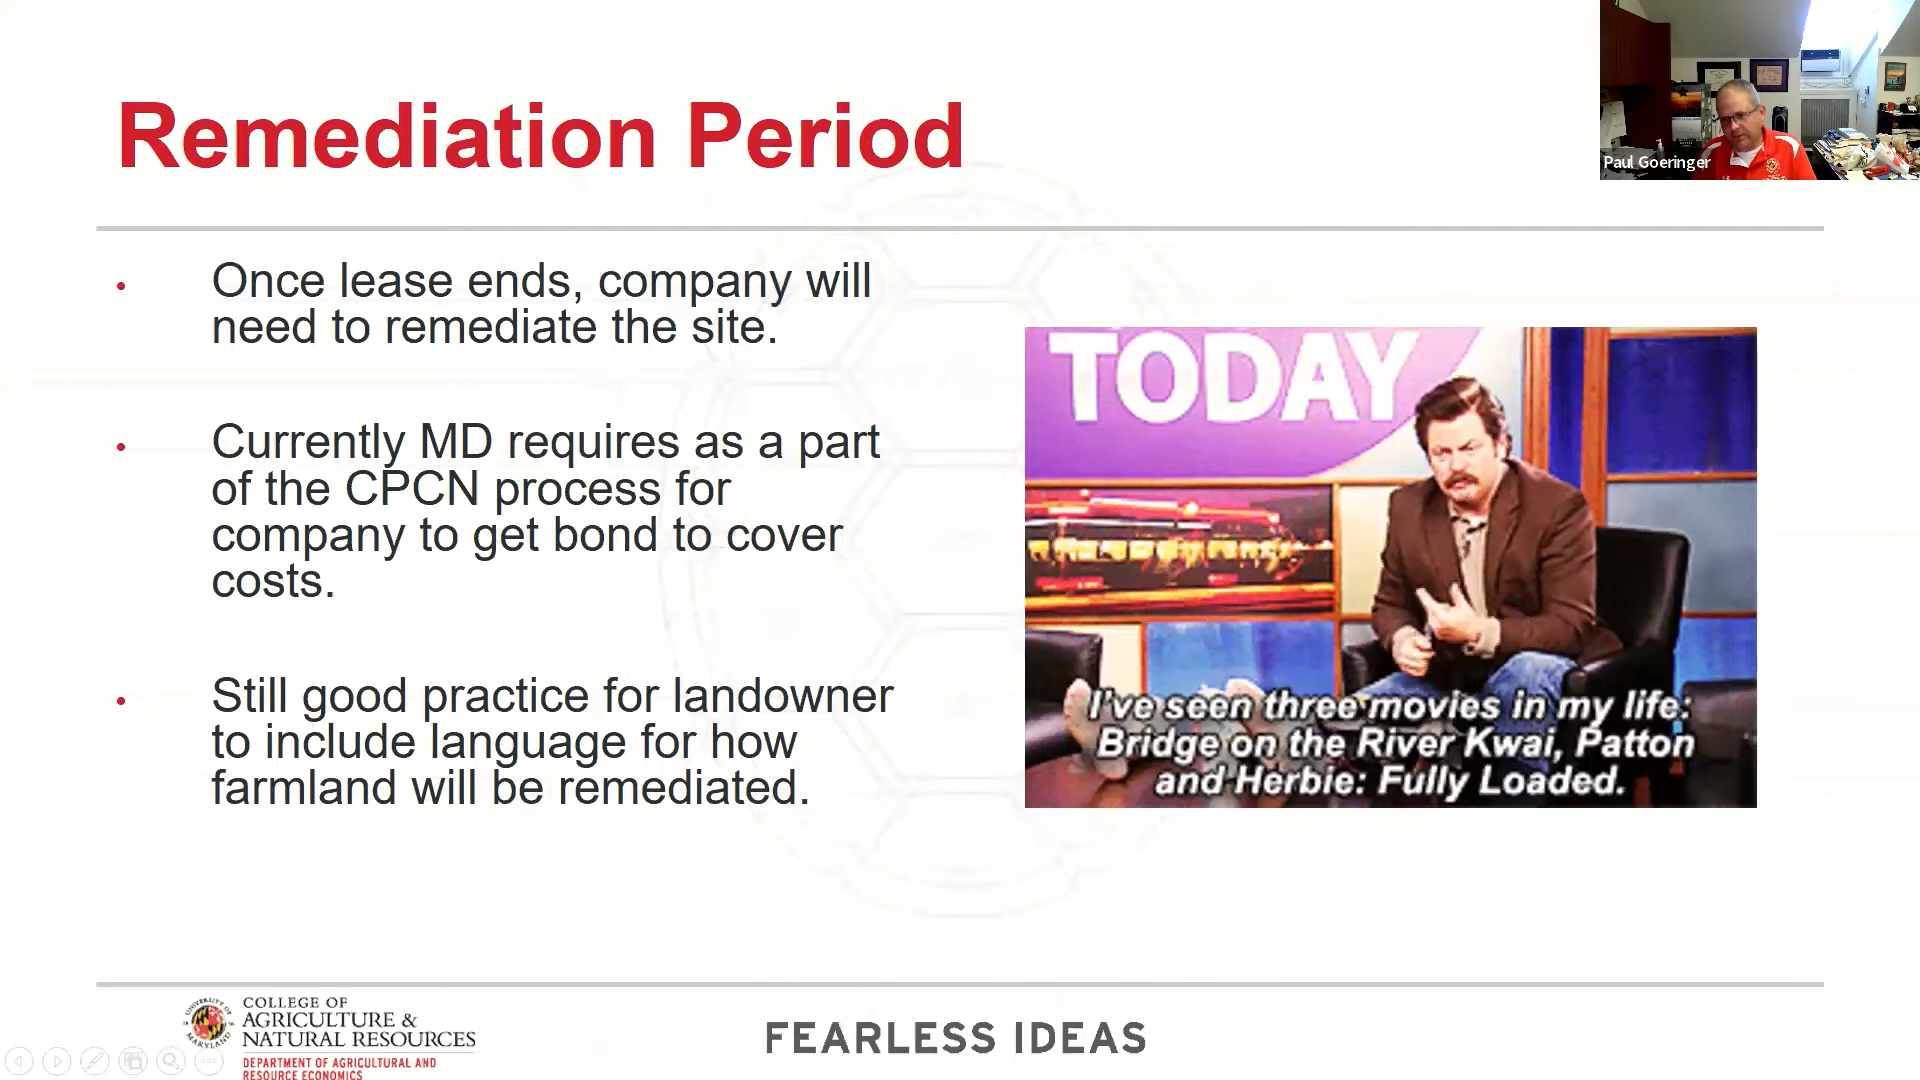 Remediation Period
Paul Goeringer
Once lease ends, company will
need to remediate the site.
Currently MD requires as a part
of the CPCN process for
company to get bond to cover
costs.
Still good practice for landowner
to include language for how
farmland will be remediated.
TODAY
I've seen three movies in my life:
Bridge on the River Kwai, Patton
and Herbie: Fully Loaded.
UNIVERSITY OF
MARYLAND
COLLEGE OF
AGRICULTURE &
NATURAL RESOURCES
DEPARTMENT OF AGRICULTURAL AND
RESOURCE ECONOMICS
FEARLESS IDEAS